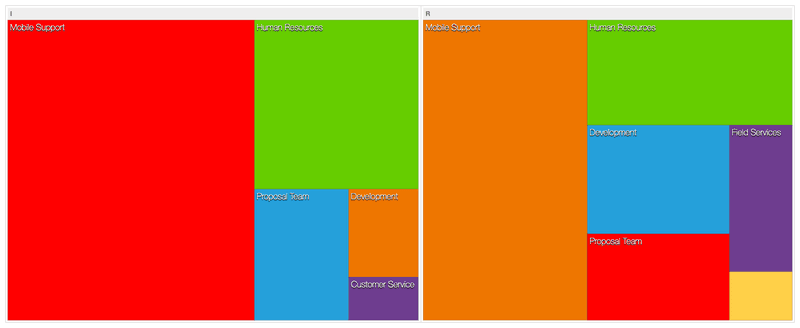 I
Mobile Support
Human Resources
Proposal Team
Development
Customer Service
R
Mobile Support
Human Resources
Development
Field Services
Proposal Team